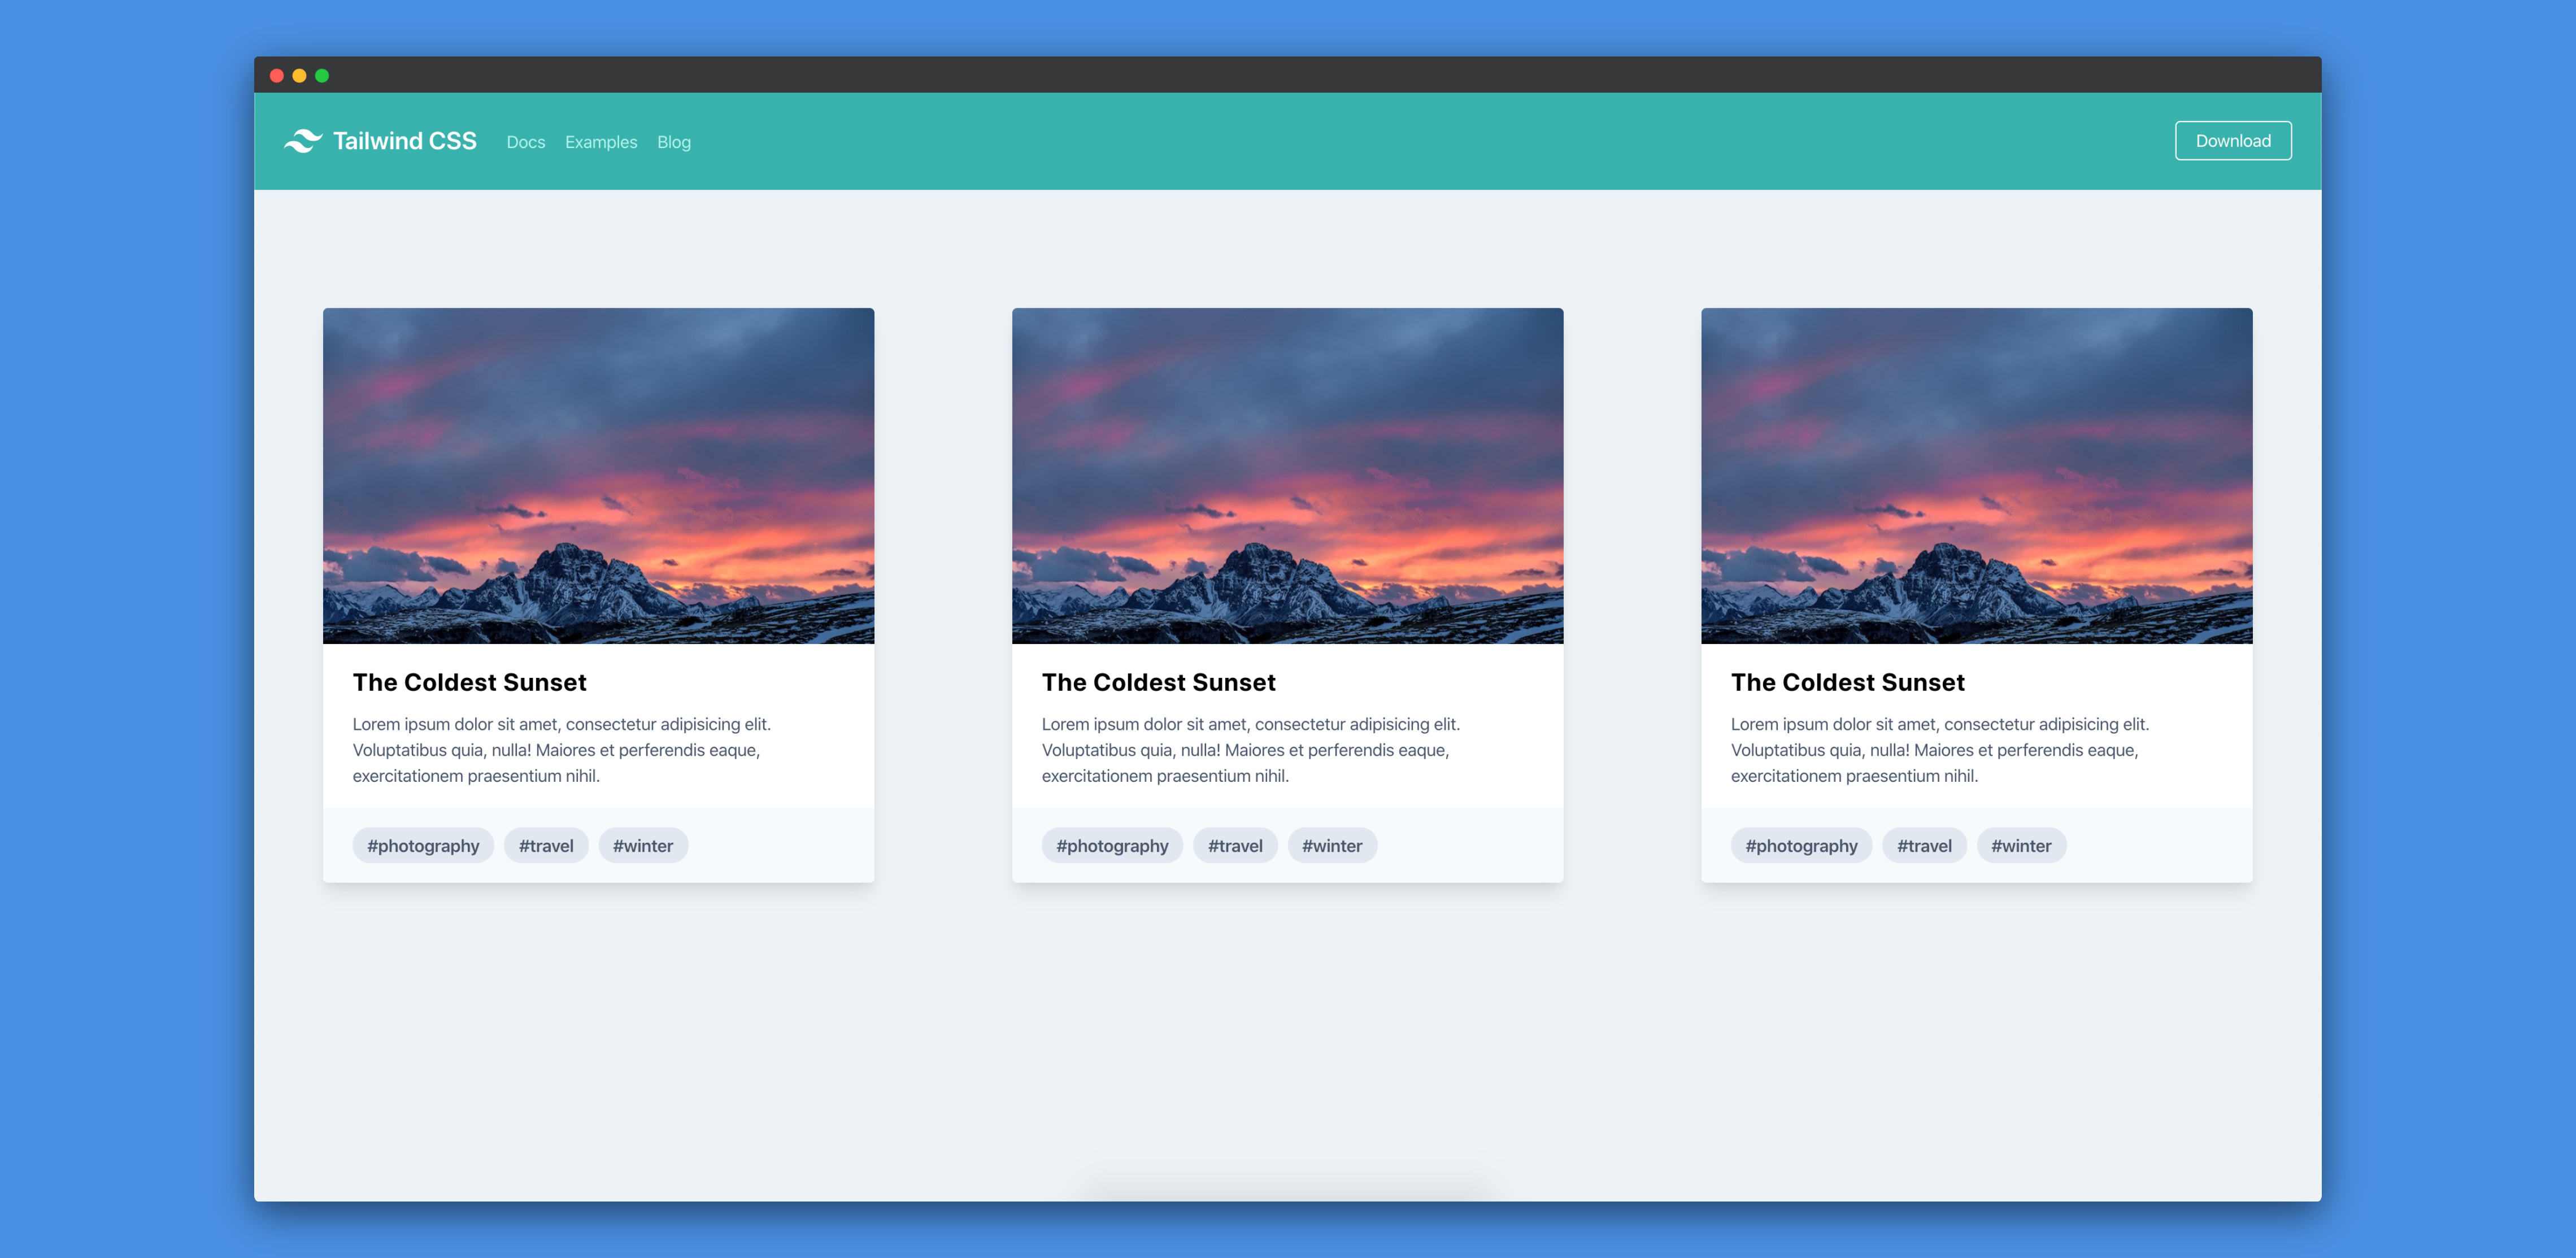 Tailwind CSS Docs Examples Blog Download
The Coldest Sunset
Lorem ipsum dolor sit amet, consectetur adipisicing elit.
Voluptatibus quia, nulla! Maiores et perferendis eaque,
exercitationem praesentium nihil.
#photography #travel #winter
The Coldest Sunset
Lorem ipsum dolor sit amet, consectetur adipisicing elit.
Voluptatibus quia, nulla! Maiores et perferendis eaque,
exercitationem praesentium nihil.
#photography #travel #winter
The Coldest Sunset
Lorem ipsum dolor sit amet, consectetur adipisicing elit.
Voluptatibus quia, nulla! Maiores et perferendis eaque,
exercitationem praesentium nihil.
#photography #travel #winter